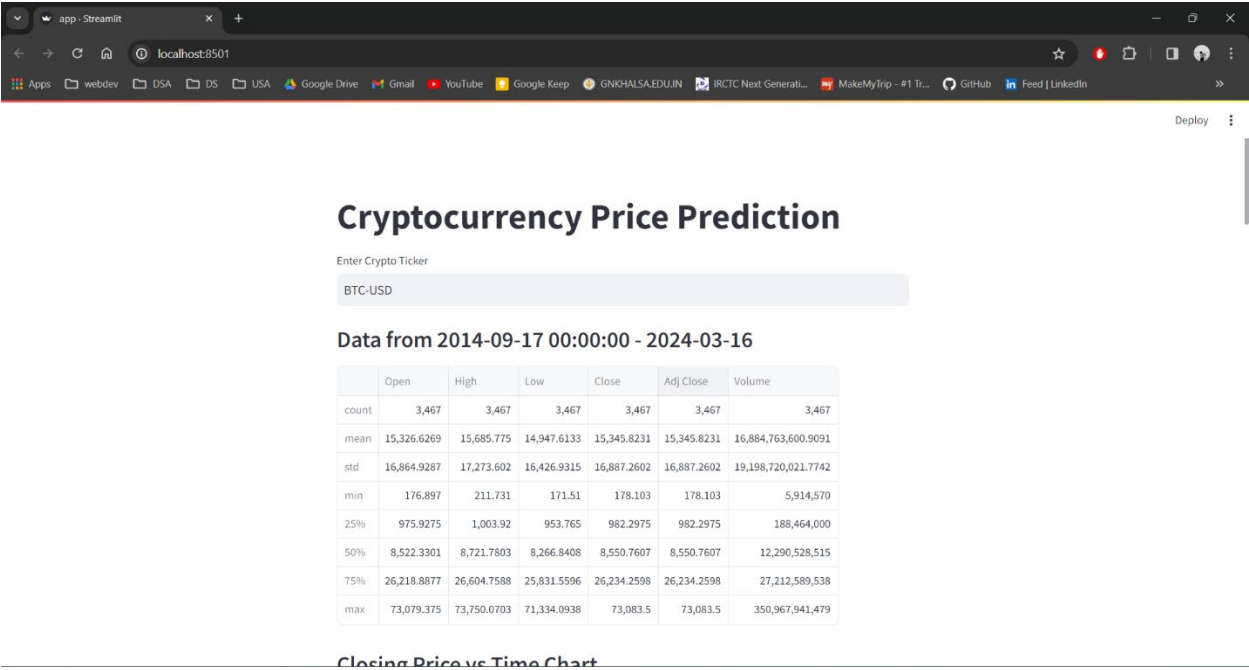 app · Streamlit
localhost:8501
Apps webdev DSA DS USA Google Drive Gmail YouTube Google Keep GNKHALSA.EDU.IN IRCTC Next Generati... MakeMyTrip - #1 Tr... GitHub Feed | LinkedIn
Deploy
Cryptocurrency Price Prediction
Enter Crypto Ticker
BTC-USD
Data from 2014-09-17 00:00:00 - 2024-03-16
Open High Low Close Adj Close Volume
count 3,467 3,467 3,467 3,467 3,467 3,467
mean 15,326.6269 15,685.775 14,947.6133 15,345.8231 15,345.8231 16,884,763,600.9091
std 16,864.9287 17,273.602 16,426.9315 16,887.2602 16,887.2602 19,198,720,021.7742
min 176.897 211.731 171.51 178.103 178.103 5,914,570
25% 975.9275 1,003.92 953.765 982.2975 982.2975 188,464,000
50% 8,522.3301 8,721.7803 8,266.8408 8,550.7607 8,550.7607 12,290,528,515
75% 26,218.8877 26,604.7588 25,831.5596 26,234.2598 26,234.2598 27,212,589,538
max 73,079.375 73,750.0703 71,334.0938 73,083.5 73,083.5 350,967,941,479
Closing Price vs Time Chart